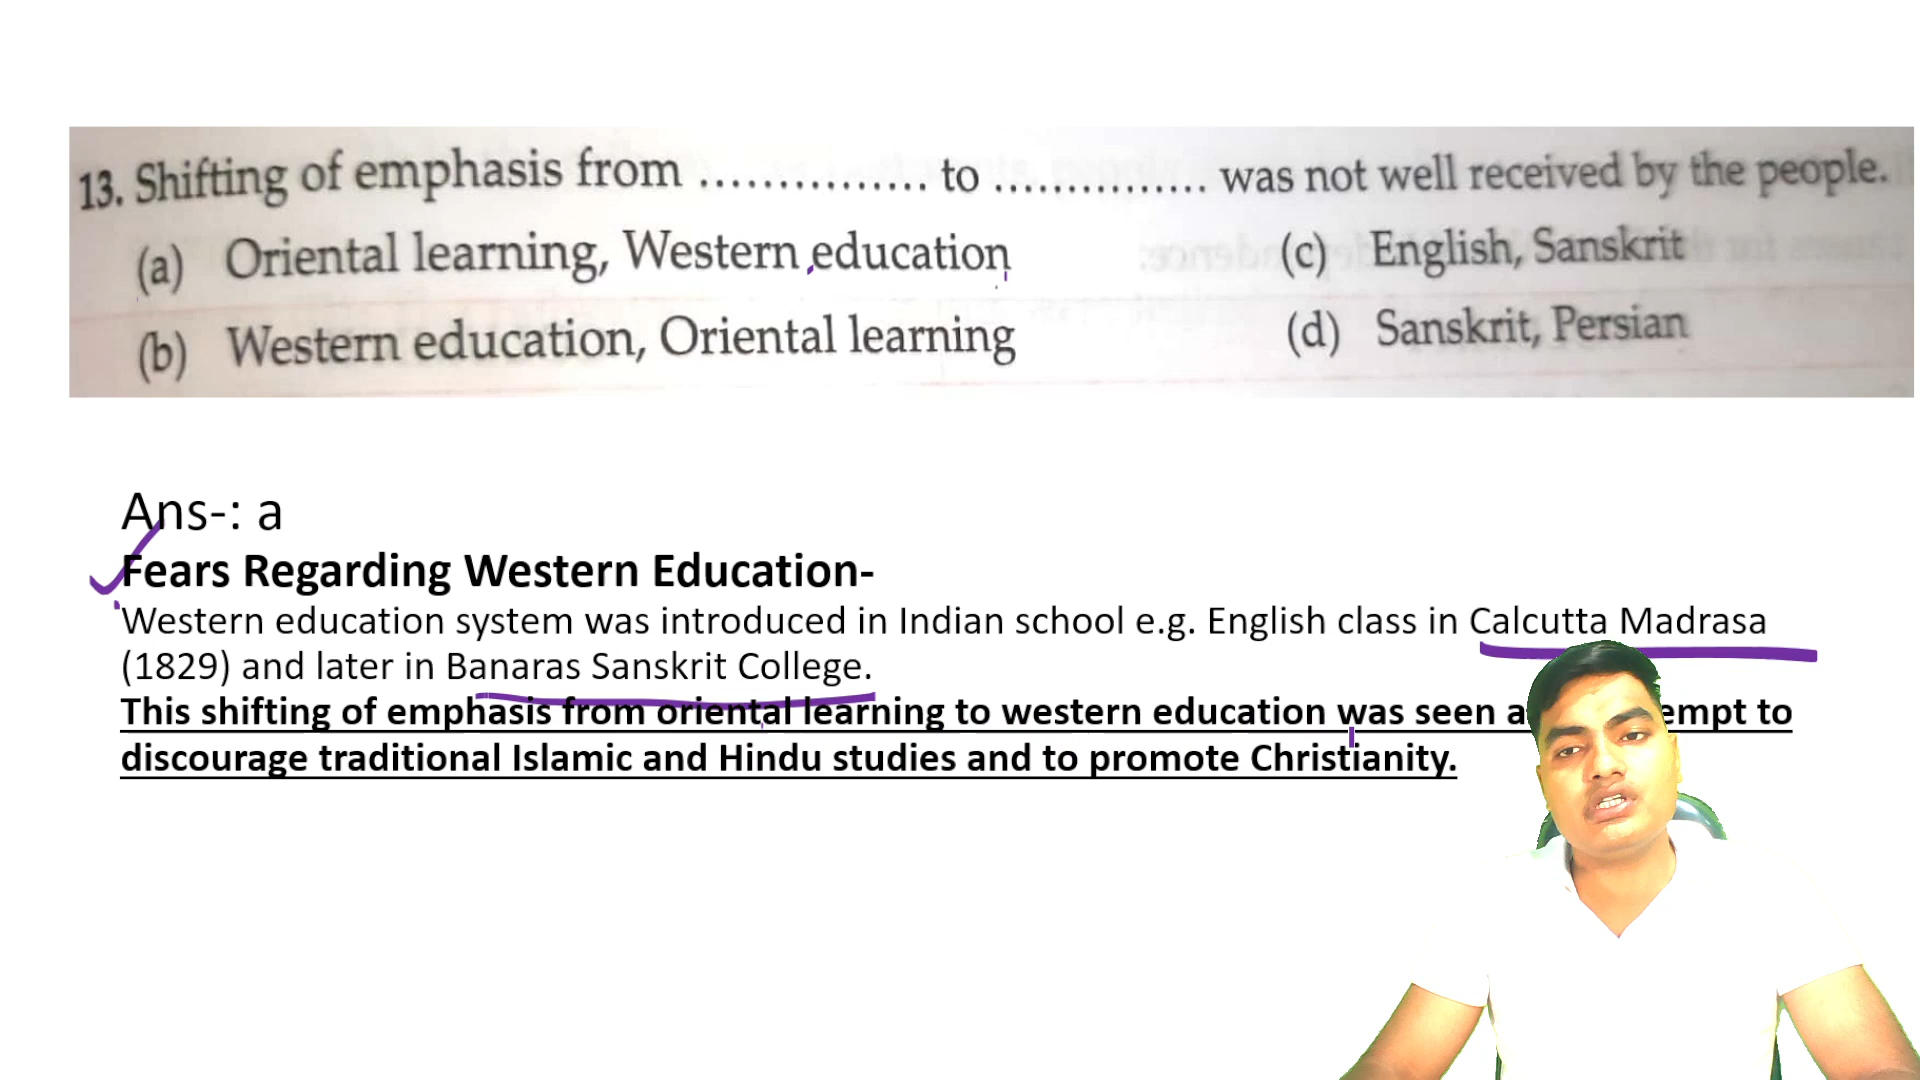 13. Shifting of emphasis from ............... to ............... was not well received by the people.
(a) Oriental learning, Western education
(c) English, Sanskrit
(b) Western education, Oriental learning
(d) Sanskrit, Persian
Ans-: a
Fears Regarding Western Education-
Western education system was introduced in Indian school e.g. English class in Calcutta Madrasa
(1829) and later in Banaras Sanskrit College.
This shifting of emphasis from oriental learning to western education was seen to
discourage traditional Islamic and Hindu studies and to promote Christianity.